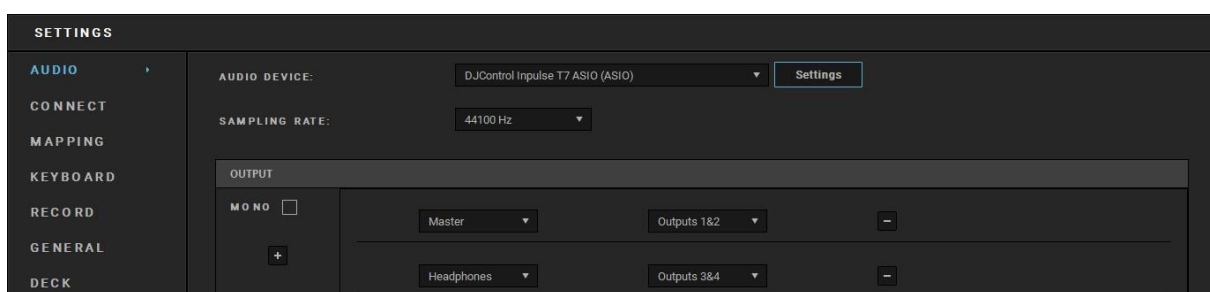 SETTINGS
AUDIO
AUDIO DEVICE: DJControl Inpulse T7 ASIO (ASIO) Settings
CONNECT
SAMPLING RATE: 44100 Hz
MAPPING
KEYBOARD
OUTPUT
RECORD
MONO
Master Outputs 1&2 -
GENERAL
+
DECK
Headphones Outputs 3&4 -